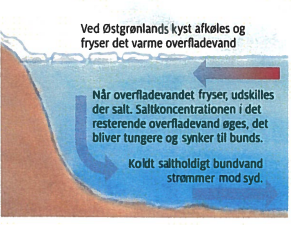 Ved Østgrønlands kyst afkøles og
fryser det varme overfladevand
Når overfladevandet fryser, udskilles
der salt. Saltkoncentrationen i det
resterende overfladevand øges, det
bliver tungere og synker til bunds.
Koldt saltholdigt bundvand
strømmer mod syd.